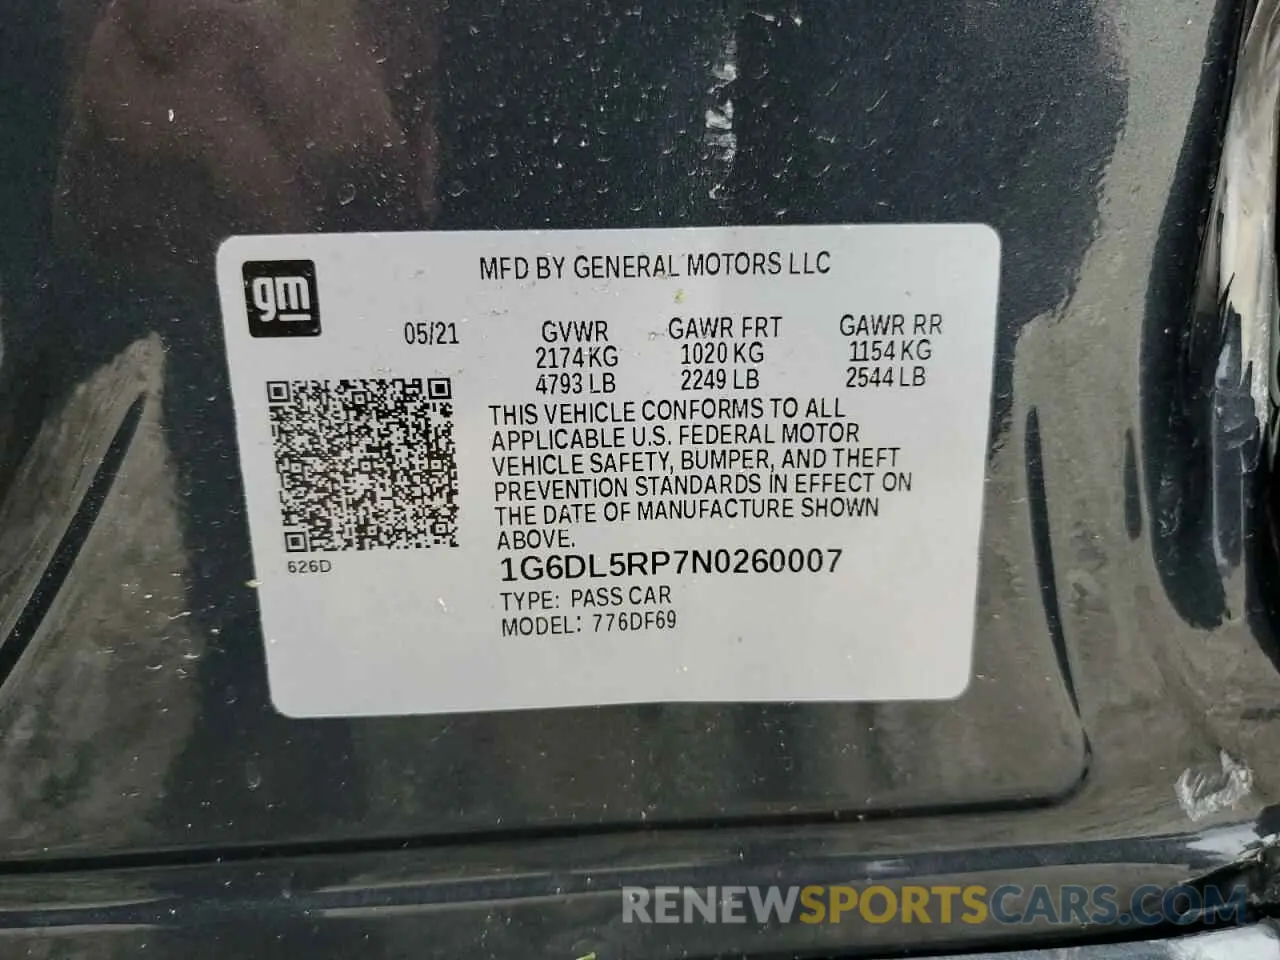 MFD BY GENERAL MOTORS LLC
gm
05/21 GVWR GAWR FRT GAWR RR
2174 KG 1020 KG 1154 KG
4793 LB 2249 LB 2544 LB
THIS VEHICLE CONFORMS TO ALL
APPLICABLE U.S. FEDERAL MOTOR
VEHICLE SAFETY, BUMPER, AND THEFT
PREVENTION STANDARDS IN EFFECT ON
THE DATE OF MANUFACTURE SHOWN
ABOVE.
626D
1G6DL5RP7N0260007
TYPE: PASS CAR
MODEL: 776DF69
RENEWSPORTSCARS.COM